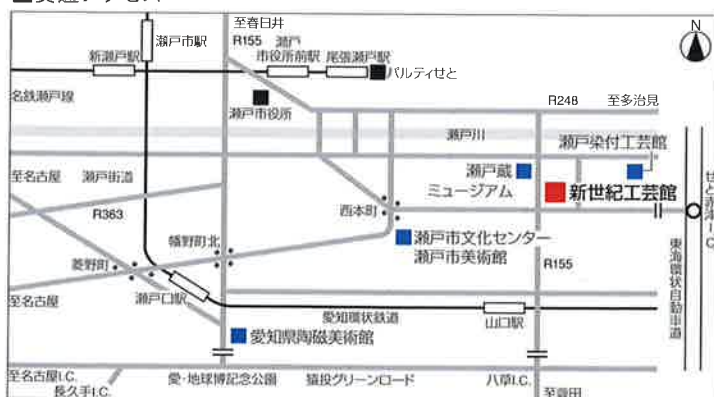 ■交通アクセス
至春日井
R155
瀬戸市駅
新瀬戸駅
瀬戸
市役所前駅
尾張瀬戸駅
パルティせと
N
名鉄瀬戸線
瀬戸市役所
R248
至多治見
瀬戸川
瀬戸染付工芸館
至名古屋
瀬戸街道
瀬戸蔵
ミュージアム
新世紀工芸館
せと赤津I.C.
R363
西本町
幡野町北
瀬戸市文化センター
瀬戸市美術館
菱野町
R155
東海環状自動車道
至名古屋
瀬戸口駅
愛知環状鉄道
山口駅
愛知県陶磁美術館
至名古屋I.C.
長久手I.C.
愛・地球博記念公園
猿投グリーンロード
八草I.C.
至豊田